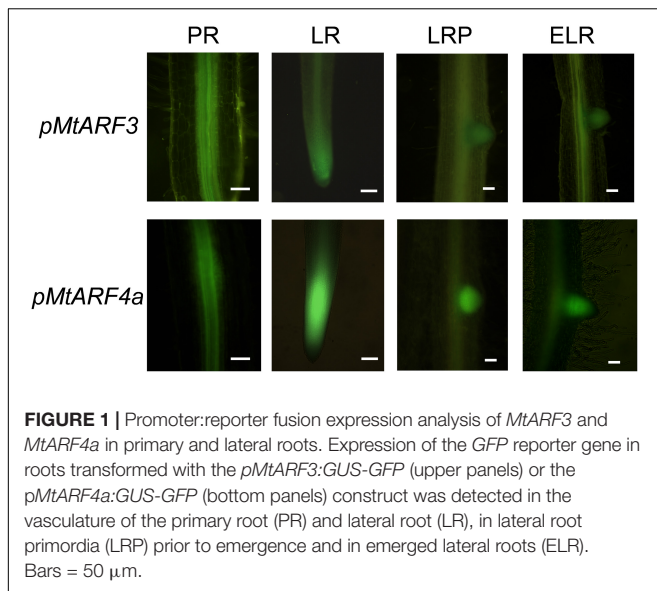 PR LR LRP ELR
pMtARF3
pMtARF4a
FIGURE 1 | Promoter:reporter fusion expression analysis of MtARF3 and
MtARF4a in primary and lateral roots. Expression of the GFP reporter gene in
roots transformed with the pMtARF3:GUS-GFP (upper panels) or the
pMtARF4a:GUS-GFP (bottom panels) construct was detected in the
vasculature of the primary root (PR) and lateral root (LR), in lateral root
primordia (LRP) prior to emergence and in emerged lateral roots (ELR).
Bars = 50 μm.